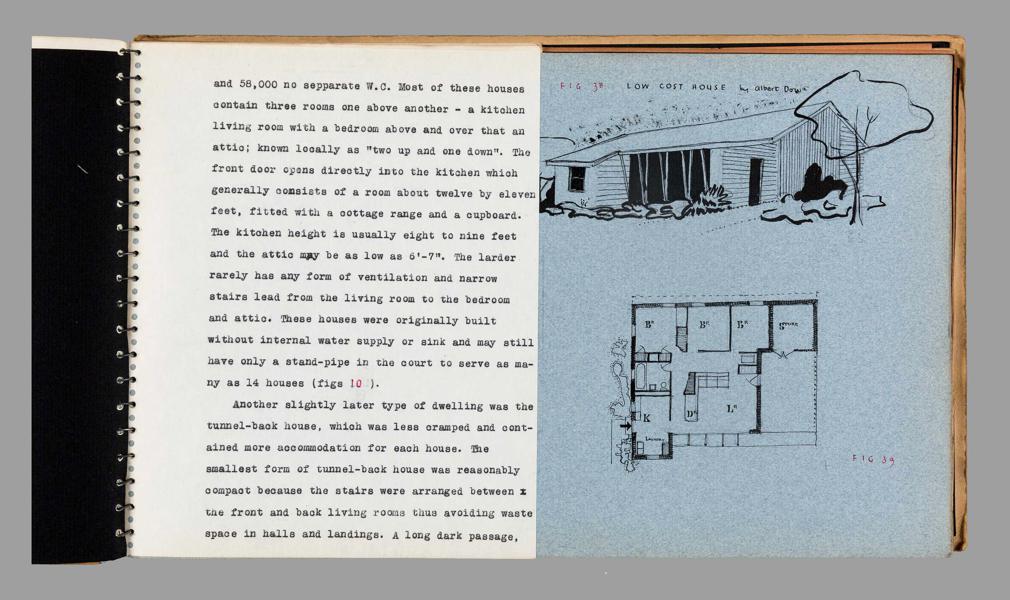 and 58,000 no sepparate W.C. Most of these houses
contain three rooms one above another - a kitchen
living room with a bedroom above and over that an
attic; known locally as "two up and one down". The
front door opens directly into the kitchen which
generally consists of a room about twelve by eleven
feet, fitted with a cottage range and a cupboard.
The kitchen height is usually eight to nine feet
and the attic may be as low as 6'-7". The larder
rarely has any form of ventilation and narrow
stairs lead from the living room to the bedroom
and attic. These houses were originally built
without internal water supply or sink and may still
have only a stand-pipe in the court to serve as ma-
ny as 14 houses (figs 10 ).
Another slightly later type of dwelling was the
tunnel-back house, which was less cramped and cont-
ained more accommodation for each house. The
smallest form of tunnel-back house was reasonably
compact because the stairs were arranged between x
the front and back living rooms thus avoiding waste
space in halls and landings. A long dark passage,
FIG 38 LOW COST HOUSE by Albert
BR BR BR STORE
K DR LR
FIG 39